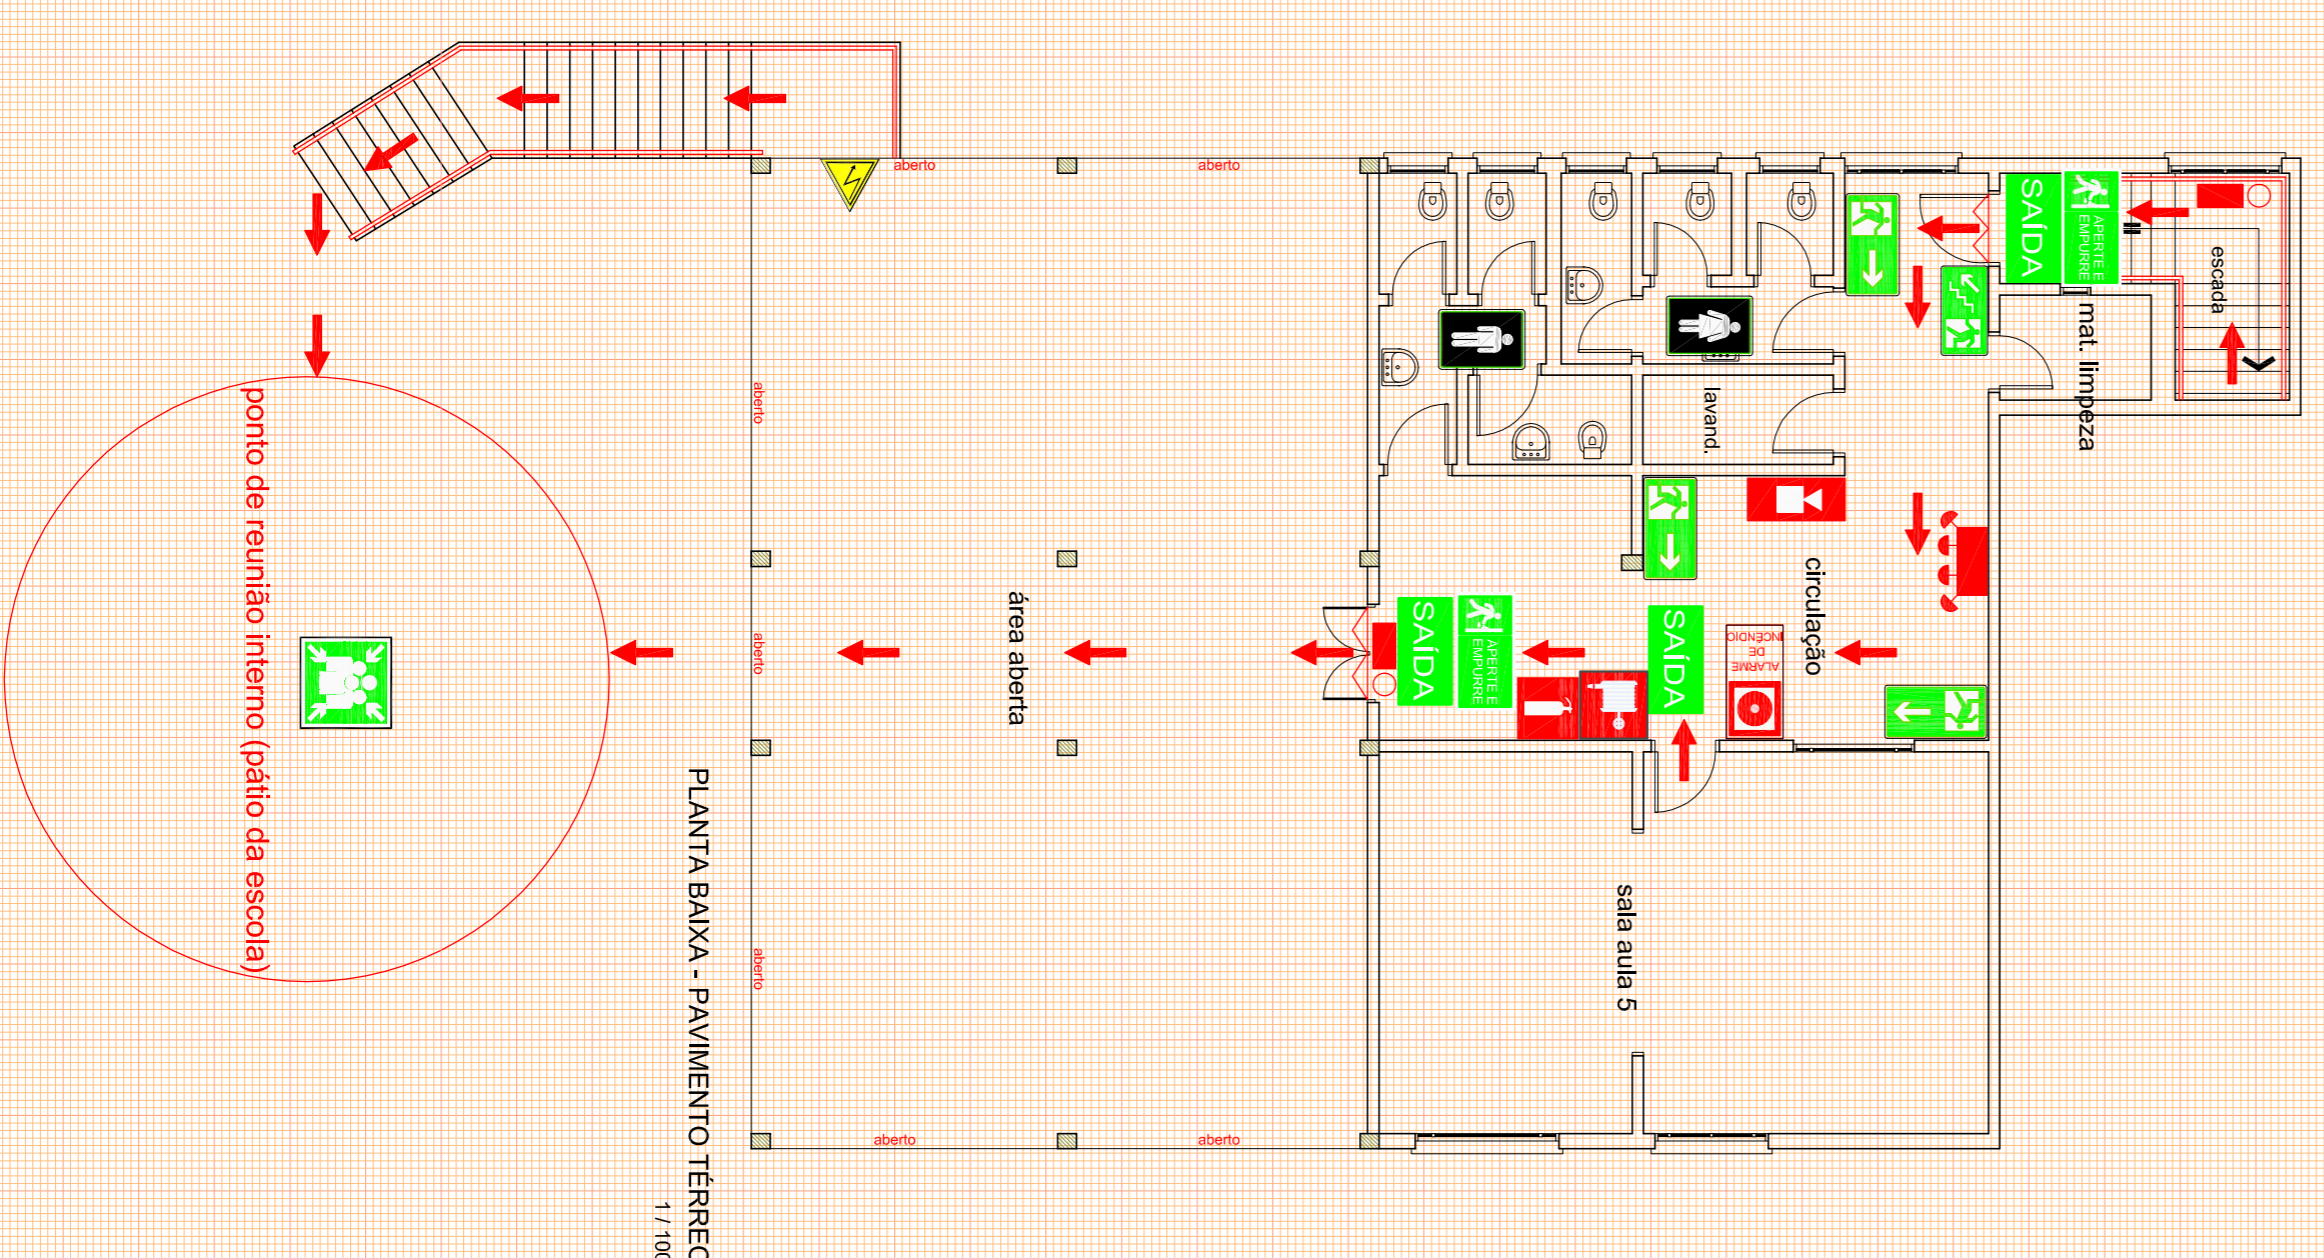 aberto
aberto
SAÍDA
APERTE E
EMPURRE
escada
mat. limpeza
lavand.
aberto
ponto de reunião interno (pátio da escola)
aberto
área aberta
SAÍDA
APERTE E
EMPURRE
SAÍDA
ALARME
DE
INCÊNDIO
circulação
sala aula 5
aberto
aberto
aberto
PLANTA BAIXA - PAVIMENTO TÉRREO
1 / 100